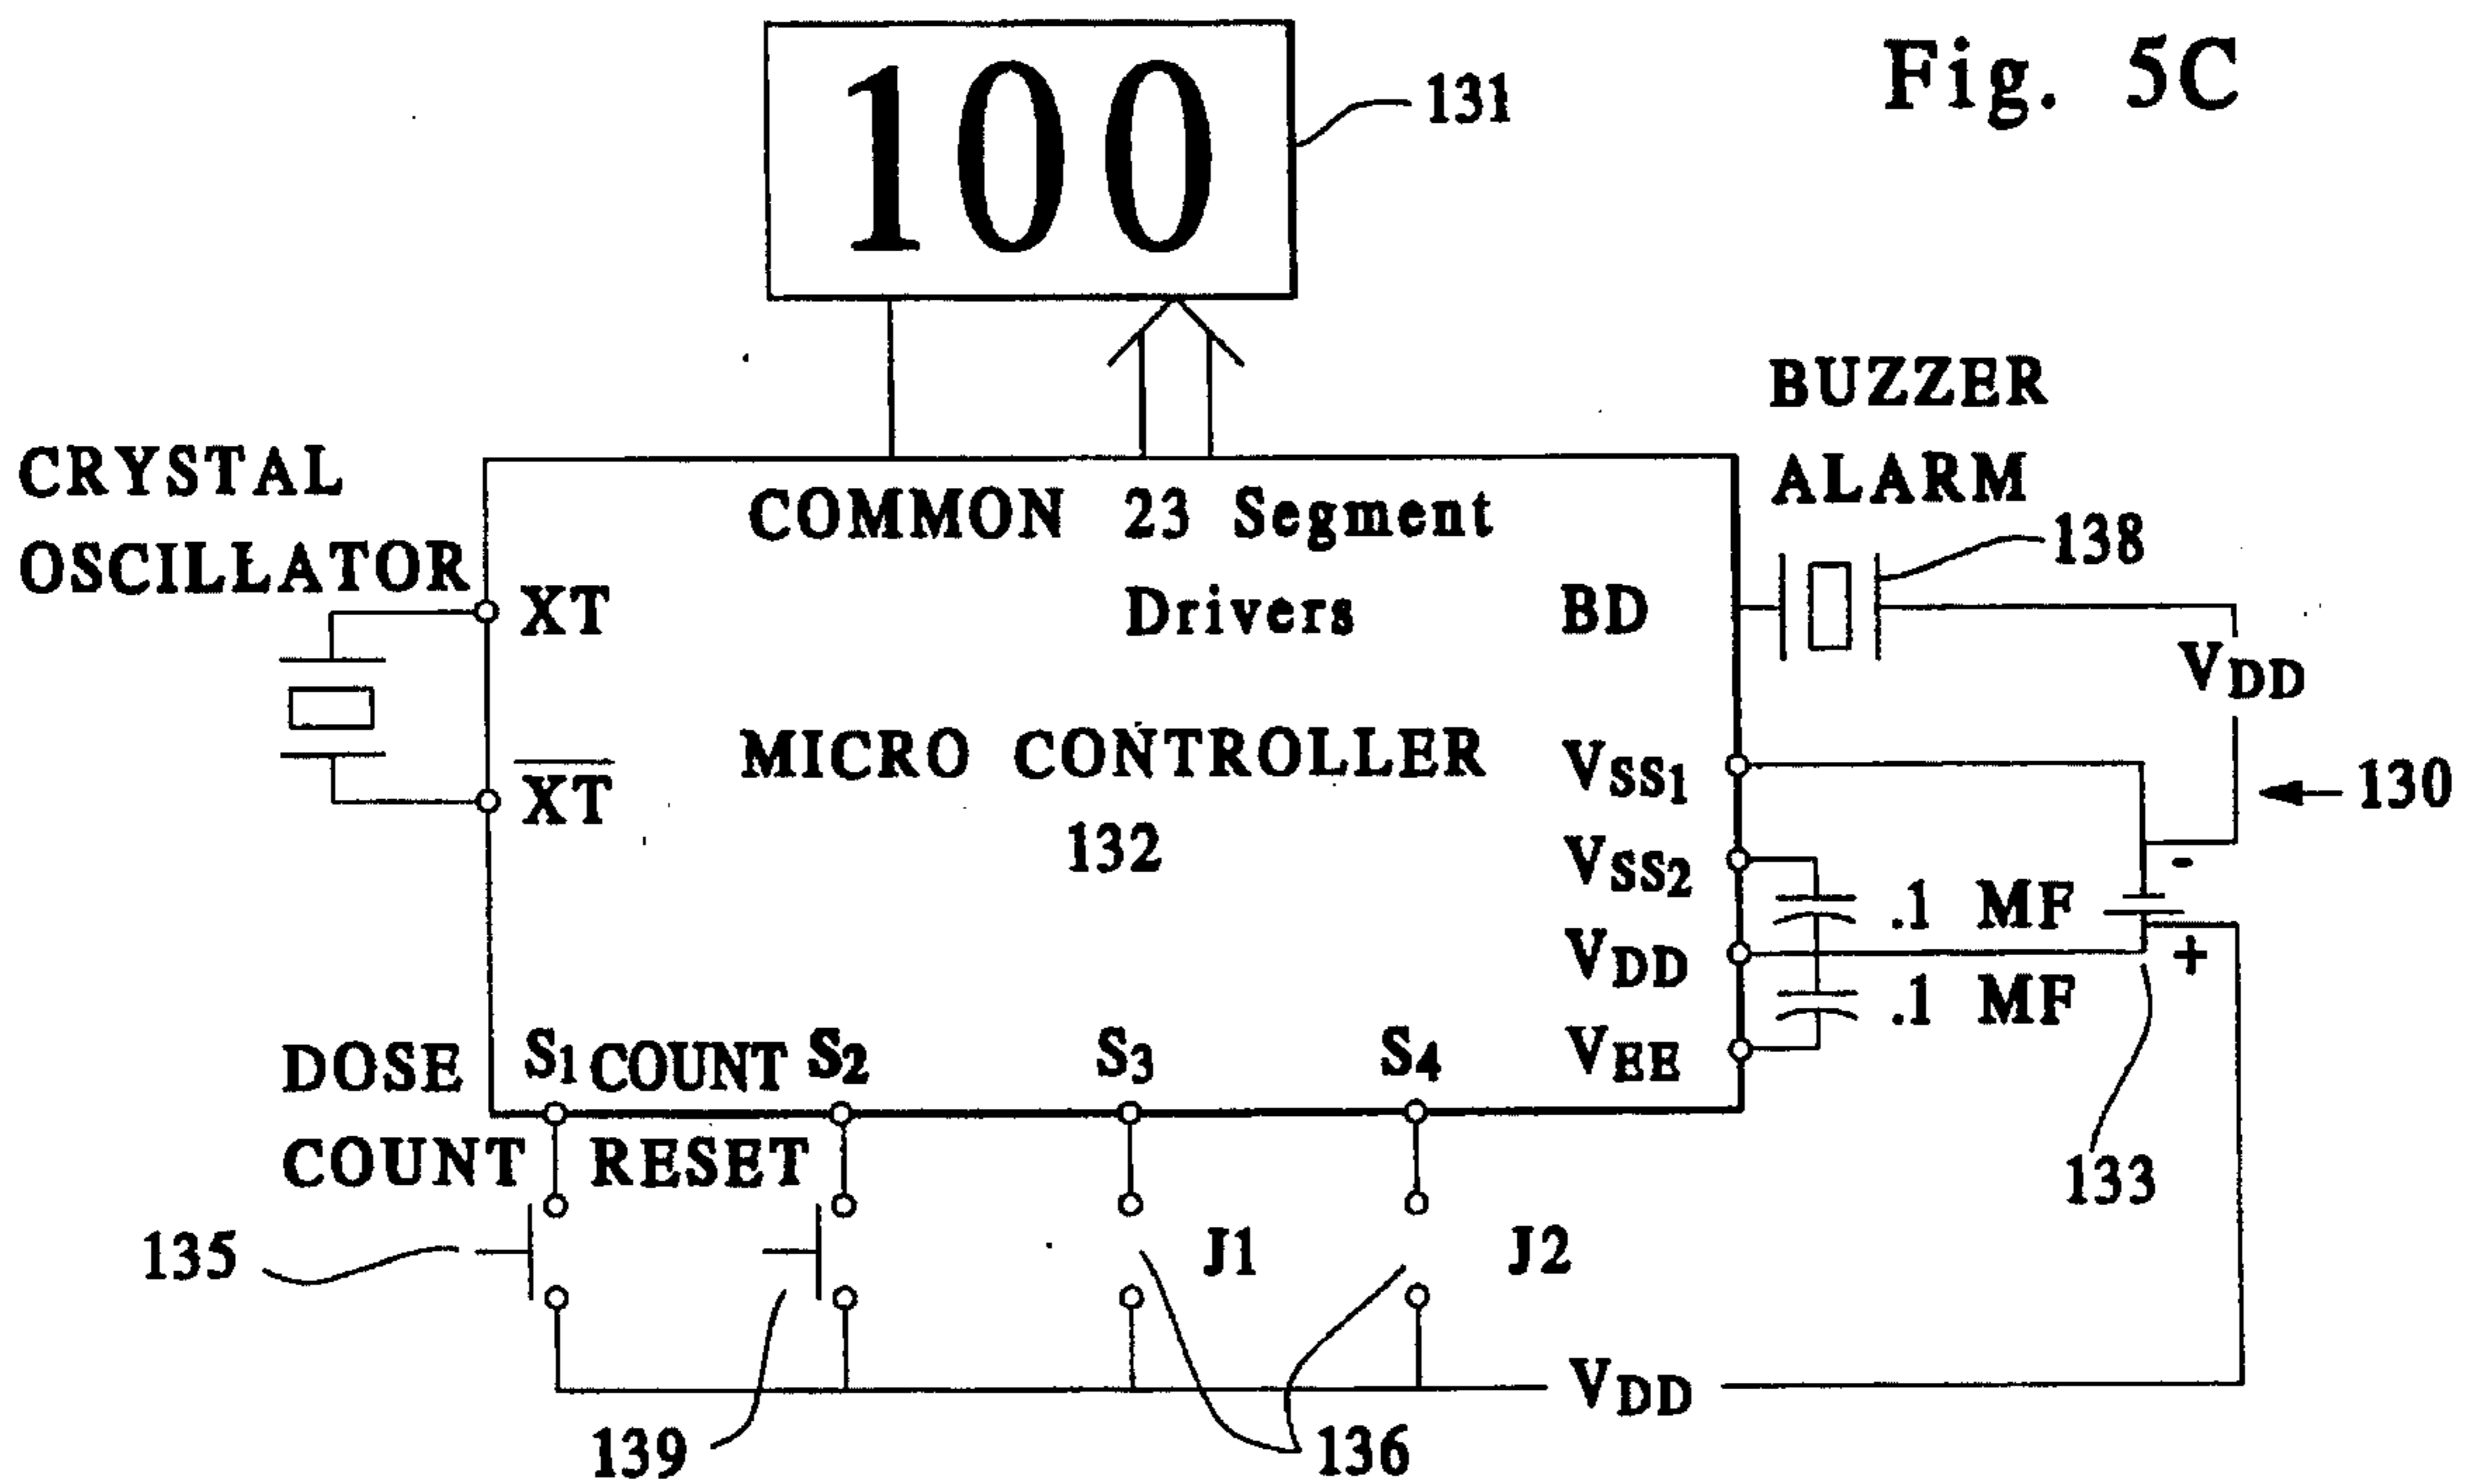 Fig. 5C
100
131
BUZZER
ALARM
138
CRYSTAL
OSCILLATOR
COMMON 23 Segment
Drivers
XT
BD
VDD
MICRO CONTROLLER
132
XT
VSS1
130
VSS2
-
.1 MF
VDD
+
.1 MF
VEE
DOSE
COUNT
S1
COUNT
RESET
S2
S3
S4
133
135
J1
J2
VDD
139
136